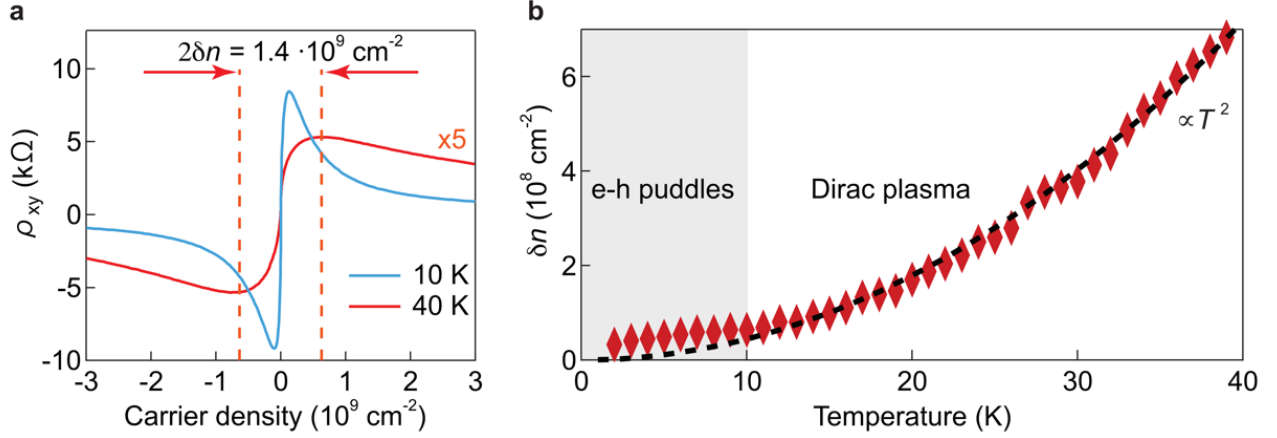 a
2δn = 1.4 ·10⁹ cm⁻²
10
5
0
-5
-10
ρxy (kΩ)
x5
10 K
40 K
-3 -2 -1 0 1 2 3
Carrier density (10⁹ cm⁻²)
b
6
4
2
0
δn (10⁸ cm⁻²)
e-h puddles
Dirac plasma
∝T²
0 10 20 30 40
Temperature (K)